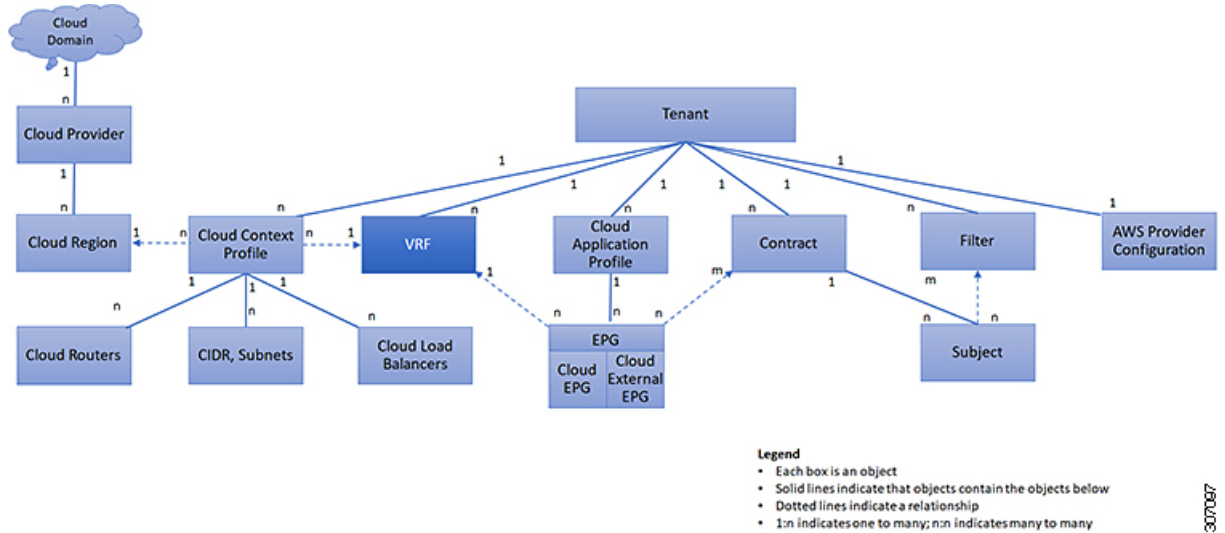 Cloud
Domain
1
n
Cloud Provider
Tenant
1
n
1
1
1
1
1
1
n
n
n
n
n
1
Cloud Region
1
n
Cloud Context
Profile
n
1
VRF
Cloud
Application
Profile
Contract
Filter
AWS Provider
Configuration
1
1
1
1
1
m
1
m
n
n
n
n
n
n
n
n
Cloud Routers
CIDR, Subnets
Cloud Load
Balancers
EPG
Cloud
EPG
Cloud
External
EPG
Subject
Legend
• Each box is an object
• Solid lines indicate that objects contain the objects below
• Dotted lines indicate a relationship
• 1:n indicates one to many; n:n indicates many to many
307097